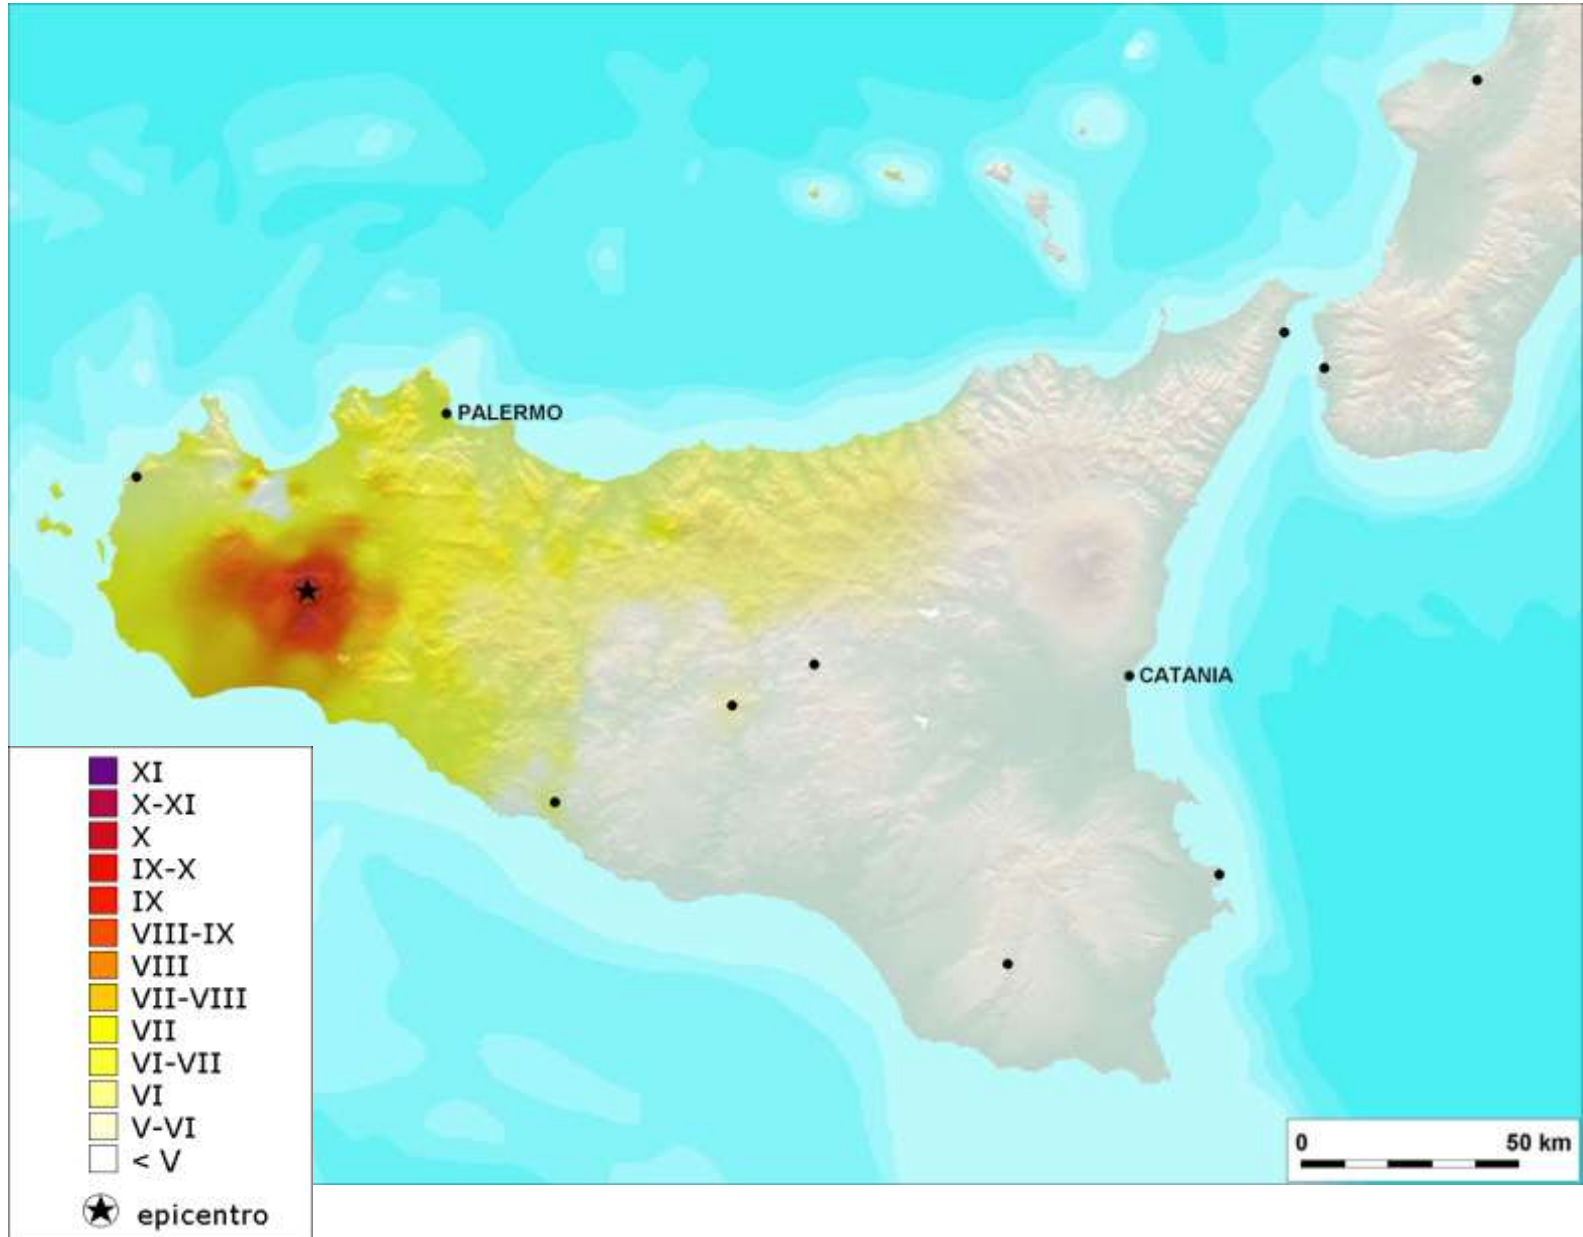 PALERMO
CATANIA
XI
X-XI
X
IX-X
IX
VIII-IX
VIII
VII-VIII
VII
VI-VII
VI
V-VI
< V
epicentro
0 50 km